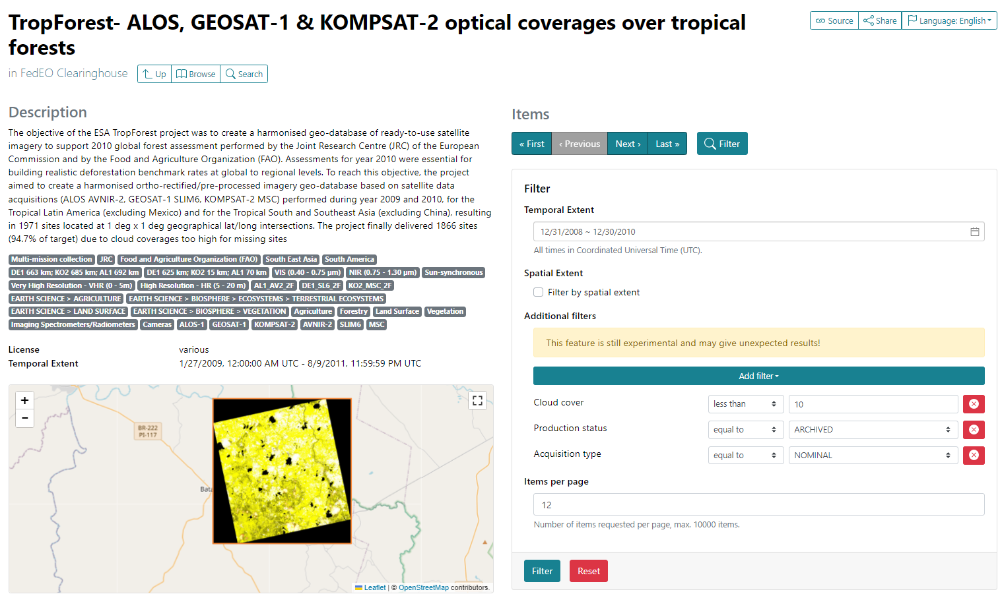 TropForest- ALOS, GEOSAT-1 & KOMPSAT-2 optical coverages over tropical
forests
Source Share Language: English
in FedEO Clearinghouse Up Browse Search
Description
The objective of the ESA TropForest project was to create a harmonised geo-database of ready-to-use satellite
imagery to support 2010 global forest assessment performed by the Joint Research Centre (JRC) of the European
Commission and by the Food and Agriculture Organization (FAO). Assessments for year 2010 were essential for
building realistic deforestation benchmark rates at global to regional levels. To reach this objective, the project
aimed to create a harmonised ortho-rectified/pre-processed imagery geo-database based on satellite data
acquisitions (ALOS AVNIR-2, GEOSAT-1 SLIM6, KOMPSAT-2 MSC) performed during year 2009 and 2010, for the
Tropical Latin America (excluding Mexico) and for the Tropical South and Southeast Asia (excluding China), resulting
in 1971 sites located at 1 deg x 1 deg geographical lat/long intersections. The project finally delivered 1866 sites
(94.7% of target) due to cloud coverages too high for missing sites
Multi-mission collection JRC Food and Agriculture Organization (FAO) South East Asia South America
DE1 663 km; KO2 685 km; AL1 692 km DE1 625 km; KO2 15 km; AL1 70 km VIS (0.40 - 0.75 µm) NIR (0.75 - 1.30 µm) Sun-synchronous
Very High Resolution - VHR (0 - 5m) High Resolution - HR (5 - 20 m) AL1_AV2_2F DE1_SL6_2F KO2_MSC_2F
EARTH SCIENCE > AGRICULTURE EARTH SCIENCE > BIOSPHERE > ECOSYSTEMS > TERRESTRIAL ECOSYSTEMS
EARTH SCIENCE > LAND SURFACE EARTH SCIENCE > BIOSPHERE > VEGETATION Agriculture Forestry Land Surface Vegetation
Imaging Spectrometers/Radiometers Cameras ALOS-1 GEOSAT-1 KOMPSAT-2 AVNIR-2 SLIM6 MSC
License various
Temporal Extent 1/27/2009, 12:00:00 AM UTC - 8/9/2011, 11:59:59 PM UTC
+
−
BR-222
PI-117
Bata
Leaflet | © OpenStreetMap contributors.
Items
« First ‹ Previous Next › Last » Filter
Filter
Temporal Extent
12/31/2008 ~ 12/30/2010
All times in Coordinated Universal Time (UTC).
Spatial Extent
Filter by spatial extent
Additional filters
This feature is still experimental and may give unexpected results!
Add filter
Cloud cover less than 10
Production status equal to ARCHIVED
Acquisition type equal to NOMINAL
Items per page
12
Number of items requested per page, max. 10000 items.
Filter Reset